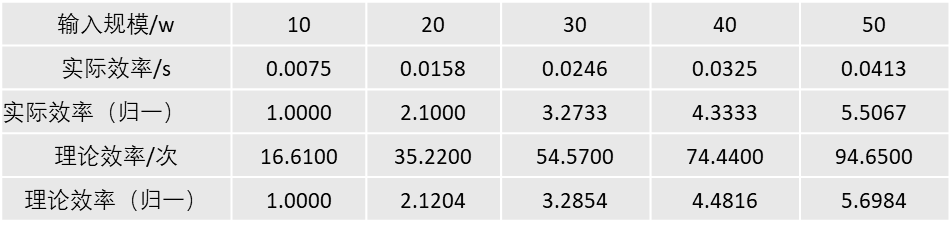 输入规模/w 10 20 30 40 50
实际效率/s 0.0075 0.0158 0.0246 0.0325 0.0413
实际效率（归一） 1.0000 2.1000 3.2733 4.3333 5.5067
理论效率/次 16.6100 35.2200 54.5700 74.4400 94.6500
理论效率（归一） 1.0000 2.1204 3.2854 4.4816 5.6984